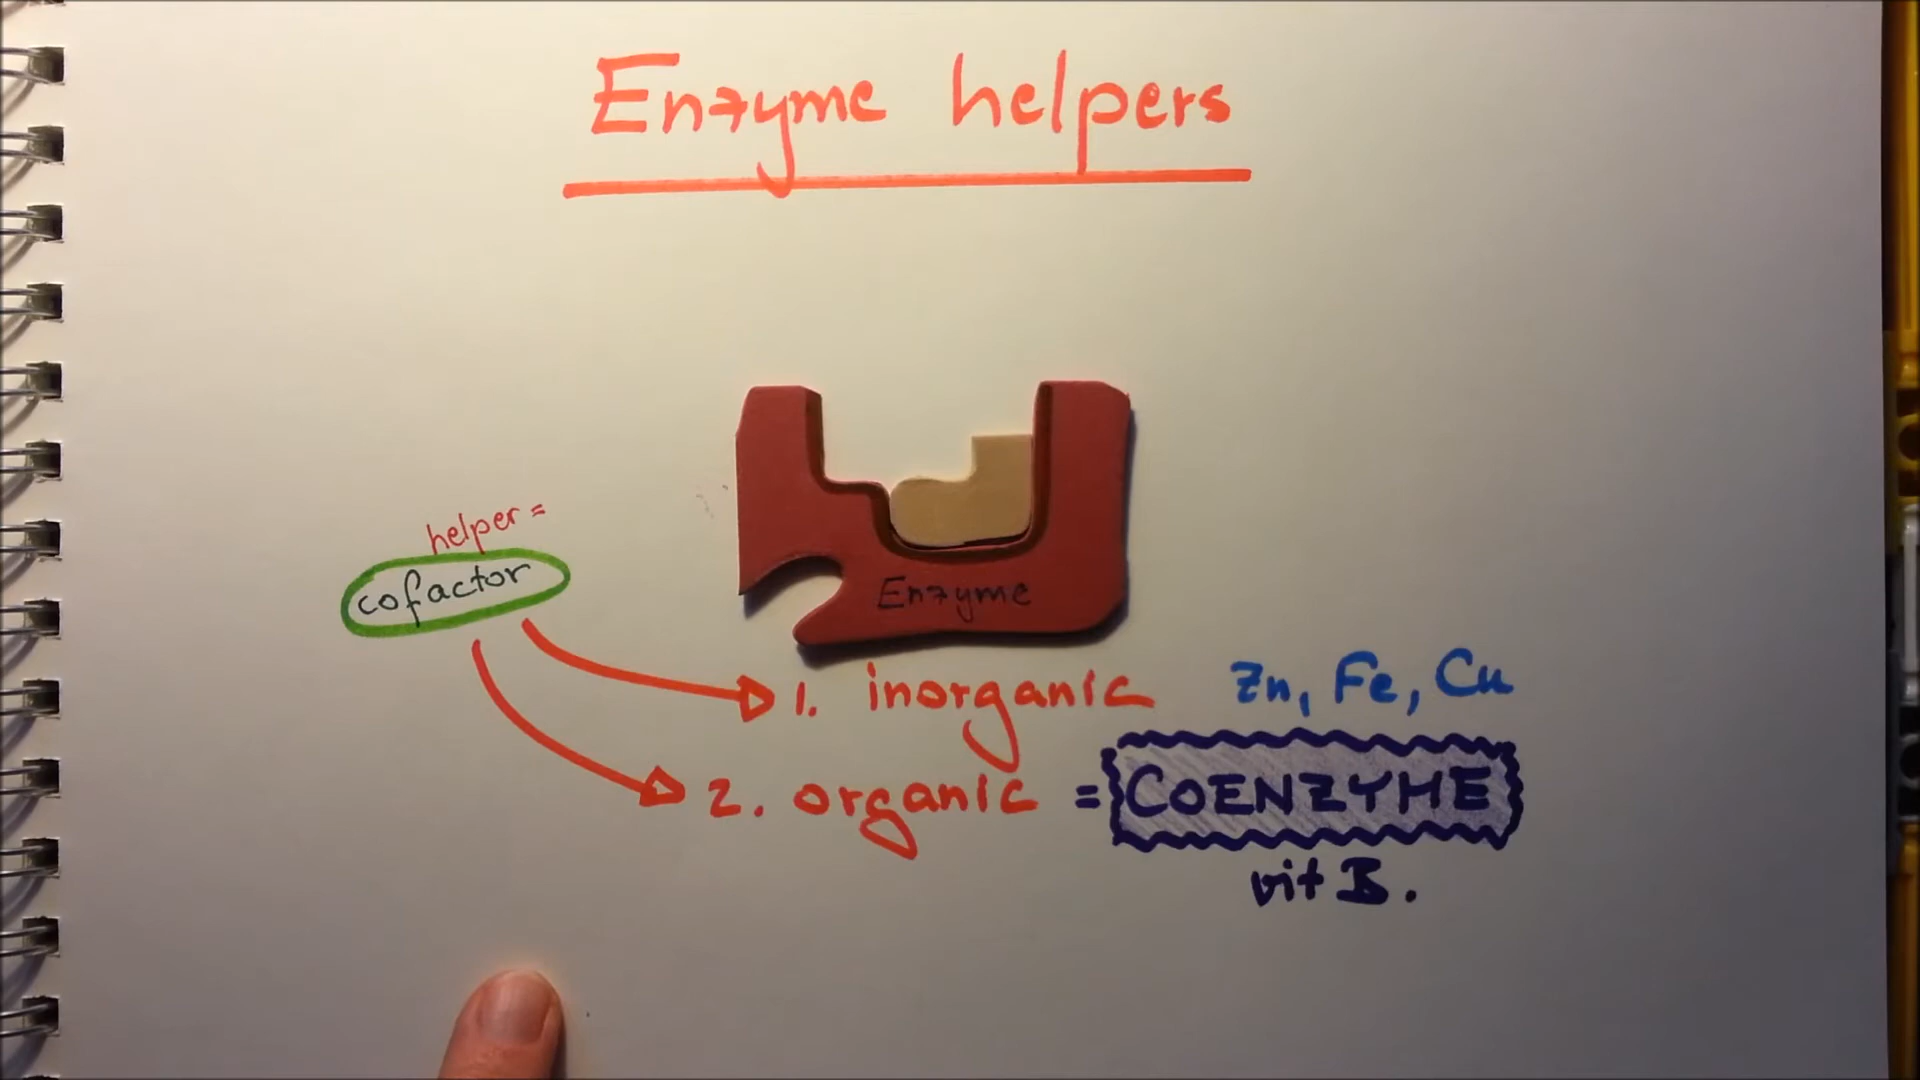 Enzyme helpers
helper =
cofactor
Enzyme
1. inorganic Zn, Fe, Cu
2. organic = COENZYME
vit B.